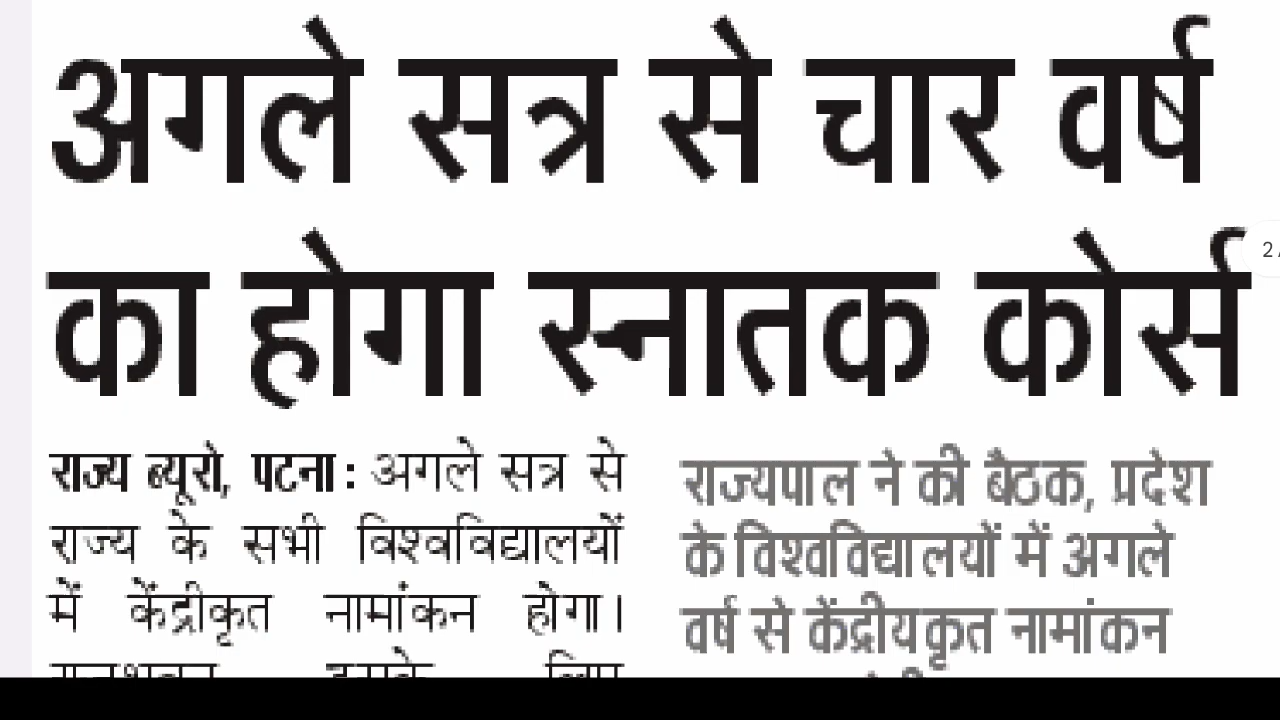 अगले सत्र से चार वर्ष
का होगा स्नातक कोर्स
राज्य ब्यूरो, पटना : अगले सत्र से
राज्य के सभी विश्वविद्यालयों
में केंद्रीकृत नामांकन होगा।
राज्यपाल ने की बैठक, प्रदेश
के विश्वविद्यालयों में अगले
वर्ष से केंद्रीयकृत नामांकन
2